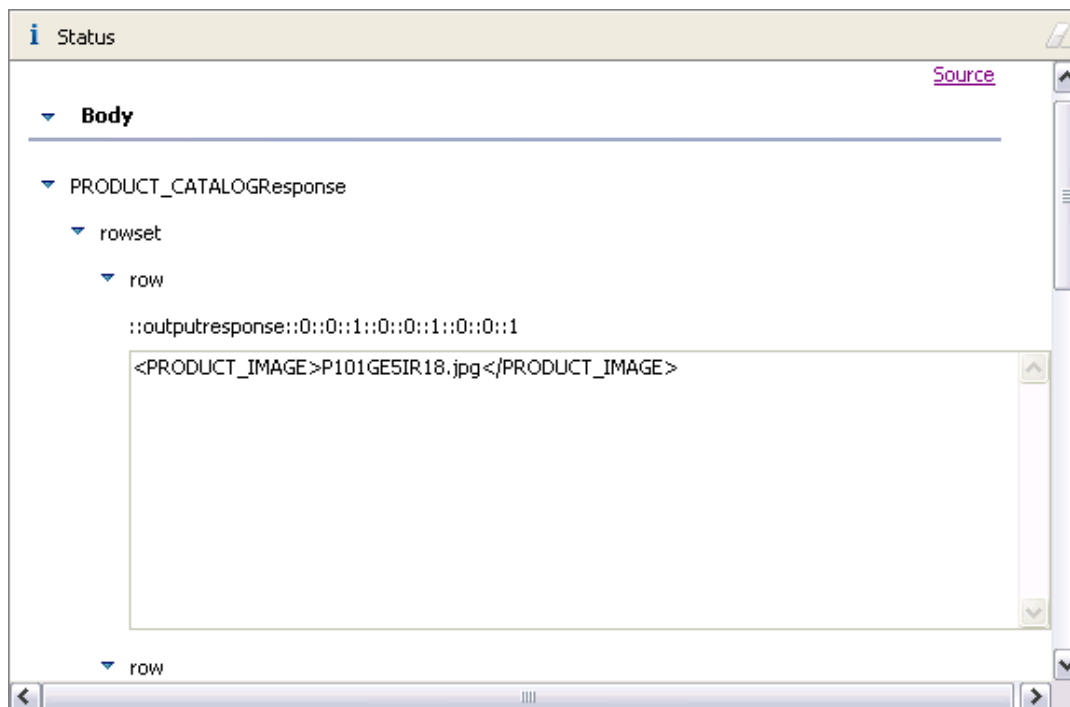 Status
Source
Body
PRODUCT_CATALOGResponse
rowset
row
::outputresponse::0::0::1::0::0::1::0::0::1
<PRODUCT_IMAGE>P101GE5IR18.jpg</PRODUCT_IMAGE>
row